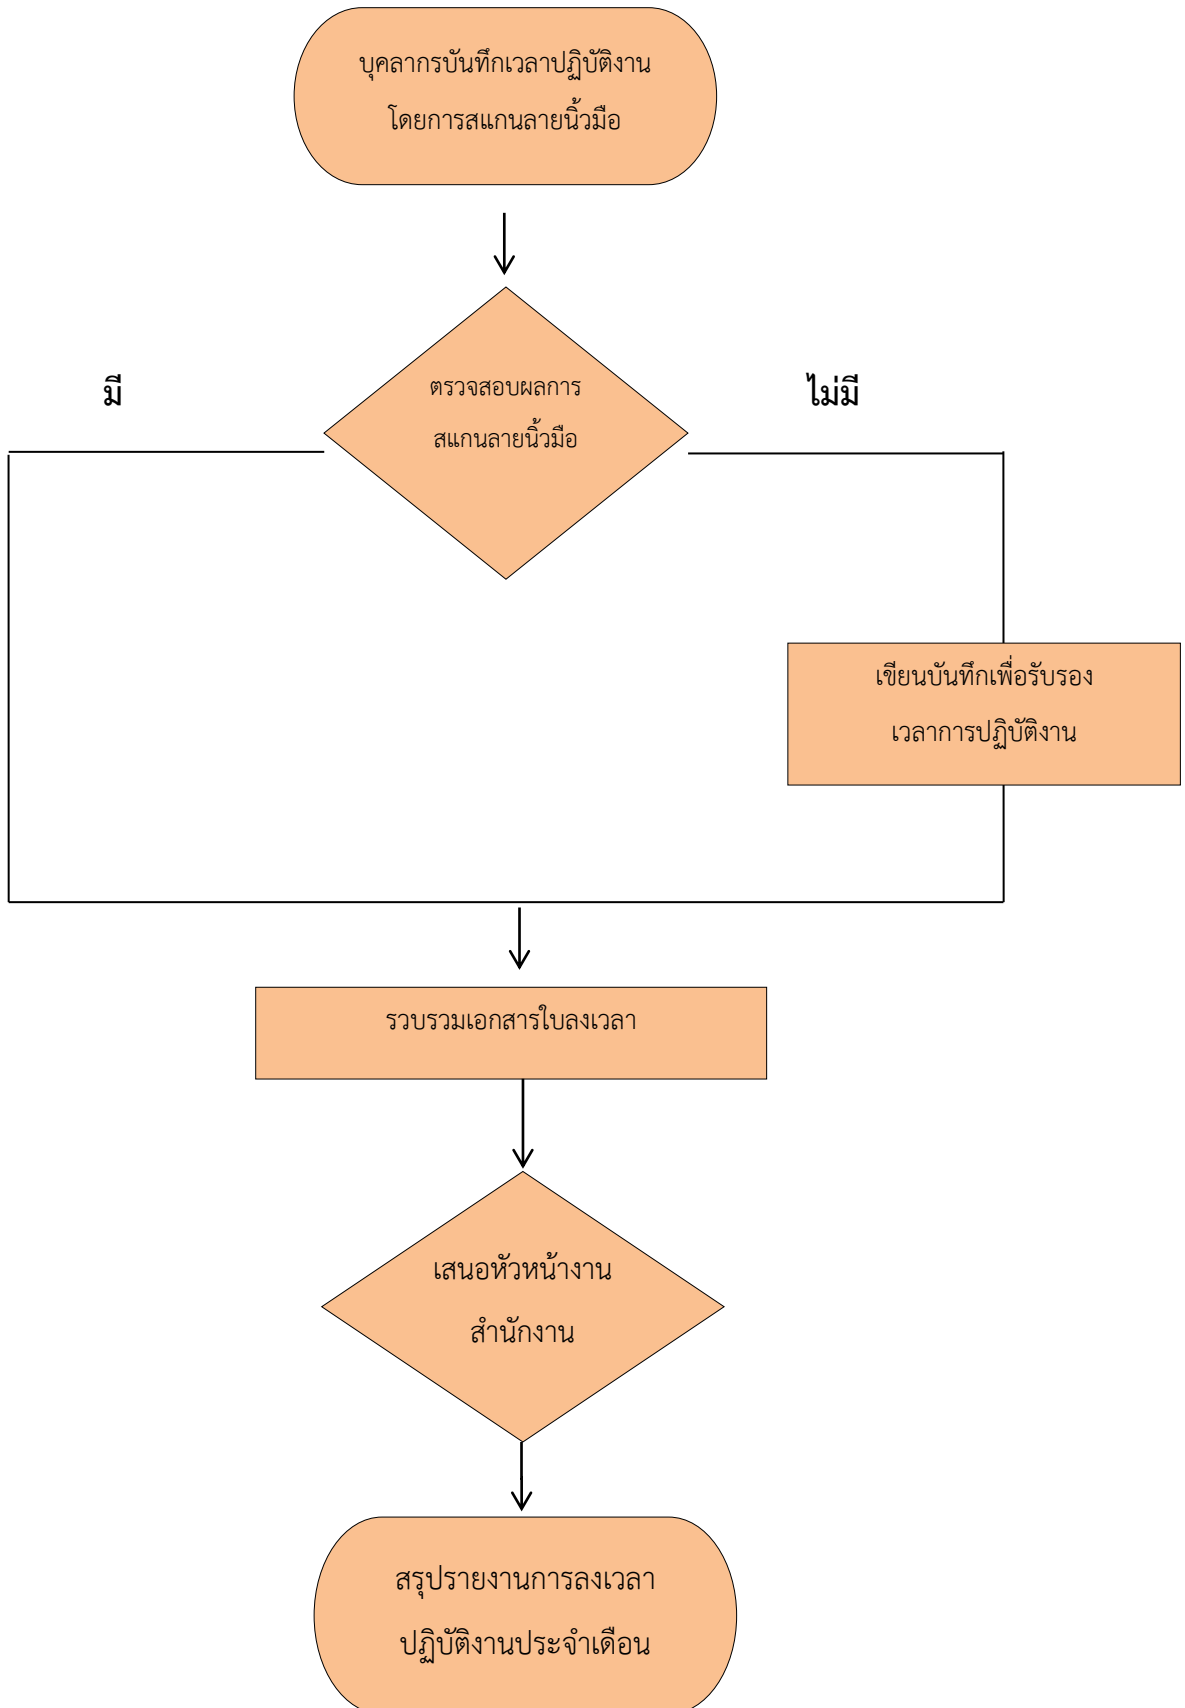 บุคลากรบันทึกเวลาปฏิบัติงาน
โดยการสแกนลายนิ้วมือ
ตรวจสอบผลการ
สแกนลายนิ้วมือ
มี
ไม่มี
เขียนบันทึกเพื่อรับรอง
เวลาการปฏิบัติงาน
รวบรวมเอกสารใบลงเวลา
เสนอหัวหน้างาน
สำนักงาน
สรุปรายงานการลงเวลา
ปฏิบัติงานประจำเดือน